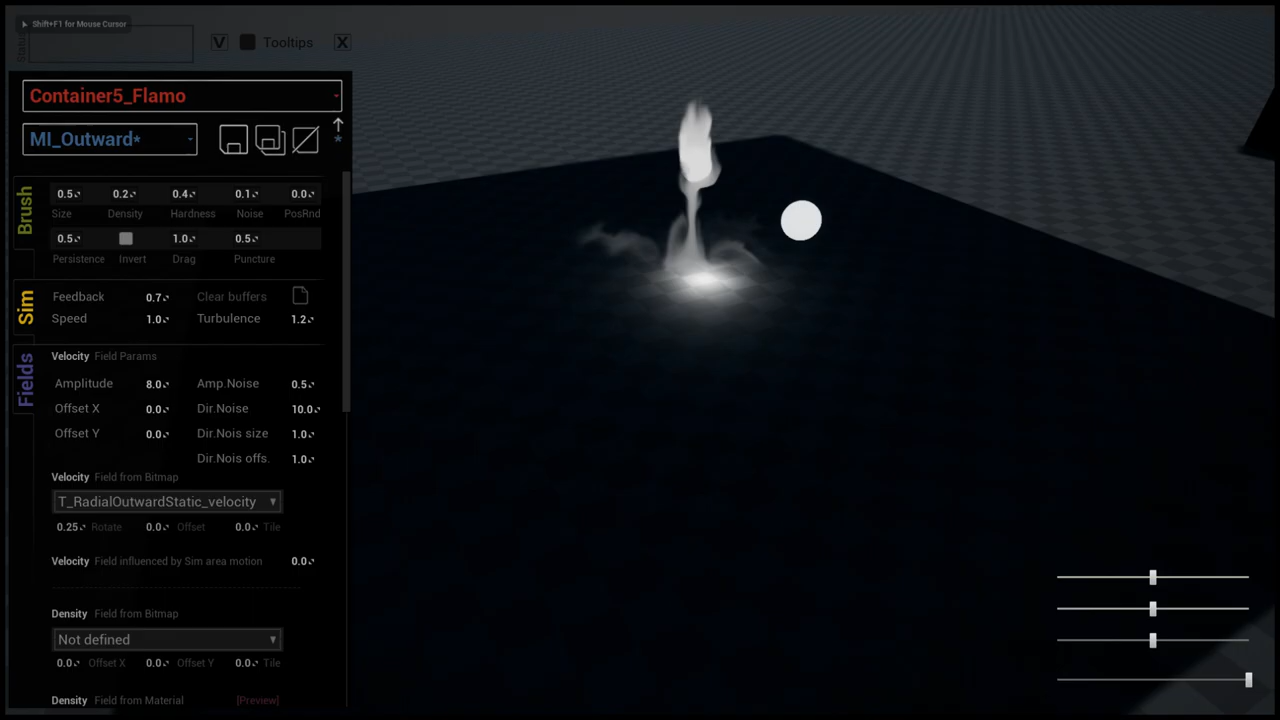 Shift+F1 for Mouse Cursor
Status
V
Tooltips
X
Container5_Flamo
MI_Outward*
*
Brush
0.5 0.2 0.4 0.1 0.0
Size Density Hardness Noise PosRnd
0.5 1.0 0.5
Persistence Invert Drag Puncture
Sim
Feedback 0.7 Clear buffers
Speed 1.0 Turbulence 1.2
Fields
Velocity Field Params
Amplitude 8.0 Amp.Noise 0.5
Offset X 0.0 Dir.Noise 10.0
Offset Y 0.0 Dir.Nois size 1.0
Dir.Nois offs. 1.0
Velocity Field from Bitmap
T_RadialOutwardStatic_velocity
0.25 Rotate 0.0 Offset 0.0 Tile
Velocity Field influenced by Sim area motion 0.0
Density Field from Bitmap
Not defined
0.0 Offset X 0.0 Offset Y 0.0 Tile
Density Field from Material [Preview]